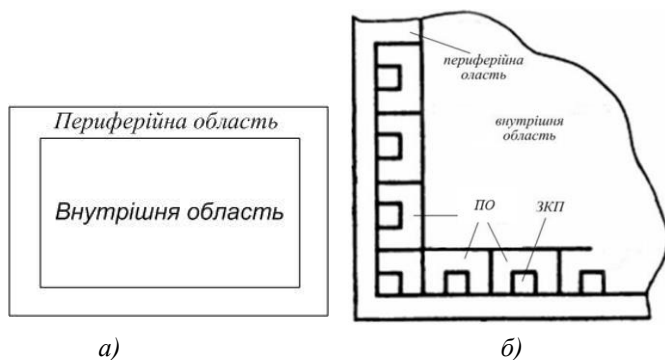 Периферійна область
Внутрішня область
а)
периферійна
оласть
внутрішня
область
ПО
ЗКП
б)